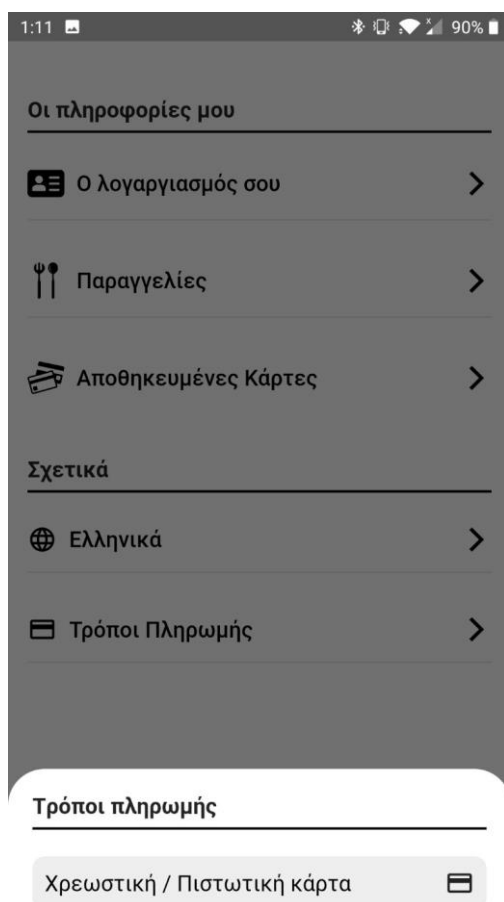 1:11 90%
Οι πληροφορίες μου
Ο λογαργιασμός σου
Παραγγελίες
Αποθηκευμένες Κάρτες
Σχετικά
Ελληνικά
Τρόποι Πληρωμής
Τρόποι πληρωμής
Χρεωστική / Πιστωτική κάρτα